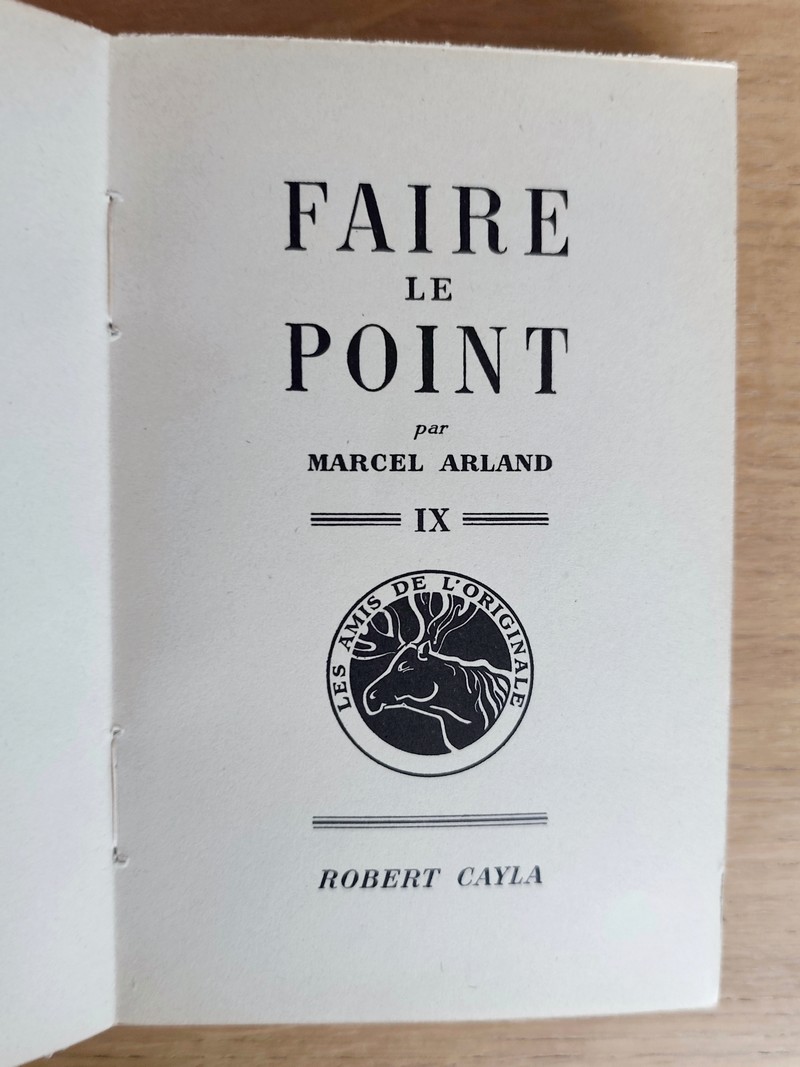 FAIRE
LE
POINT
par
MARCEL ARLAND
IX
LES AMIS DE L'ORIGINALE
ROBERT CAYLA